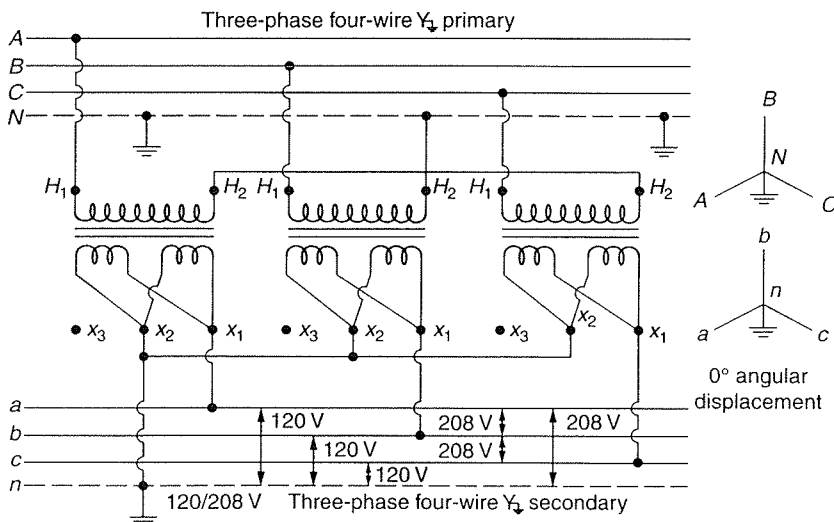 Three-phase four-wire Y primary
A
B
C
N
H₁ H₂ H₁ H₂ H₁ H₂
x₃ x₂ x₁ x₃ x₂ x₁ x₃ x₂ x₁
B
N
A C
b
n
a c
0° angular
displacement
a
120 V 208 V 208 V
b
120 V 208 V
c
120 V
n
120/208 V Three-phase four-wire Y secondary